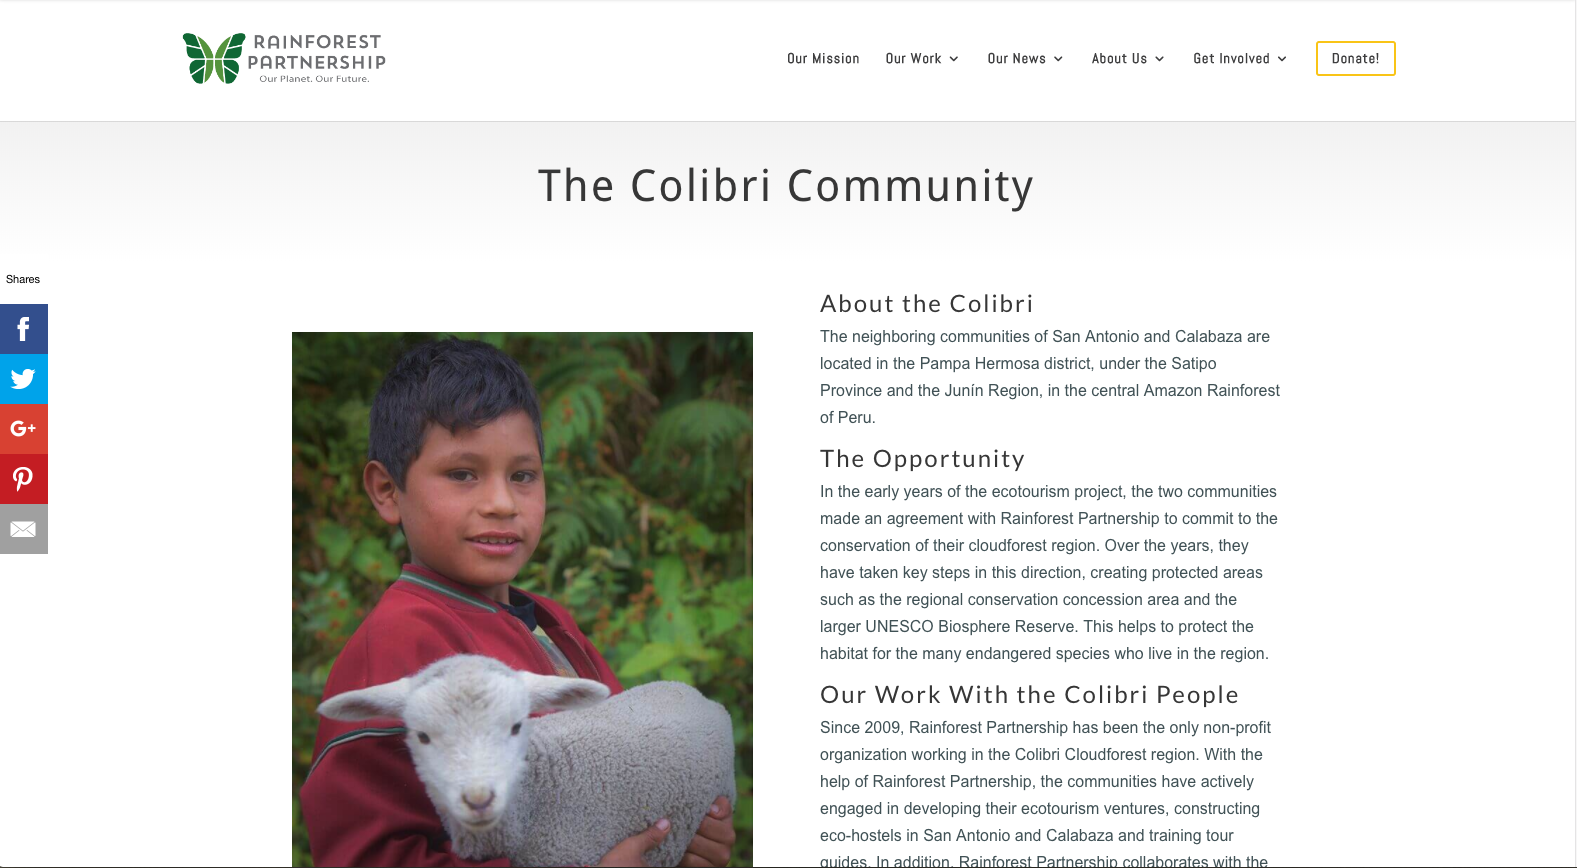 RAINFOREST
PARTNERSHIP
Our Planet. Our Future.
Our Mission
Our Work
Our News
About Us
Get Involved
Donate!
The Colibri Community
Shares
About the Colibri
The neighboring communities of San Antonio and Calabaza are
located in the Pampa Hermosa district, under the Satipo
Province and the Junín Region, in the central Amazon Rainforest
of Peru.
The Opportunity
In the early years of the ecotourism project, the two communities
made an agreement with Rainforest Partnership to commit to the
conservation of their cloudforest region. Over the years, they
have taken key steps in this direction, creating protected areas
such as the regional conservation concession area and the
larger UNESCO Biosphere Reserve. This helps to protect the
habitat for the many endangered species who live in the region.
Our Work With the Colibri People
Since 2009, Rainforest Partnership has been the only non-profit
organization working in the Colibri Cloudforest region. With the
help of Rainforest Partnership, the communities have actively
engaged in developing their ecotourism ventures, constructing
eco-hostels in San Antonio and Calabaza and training tour
guides. In addition, Rainforest Partnership collaborates with the